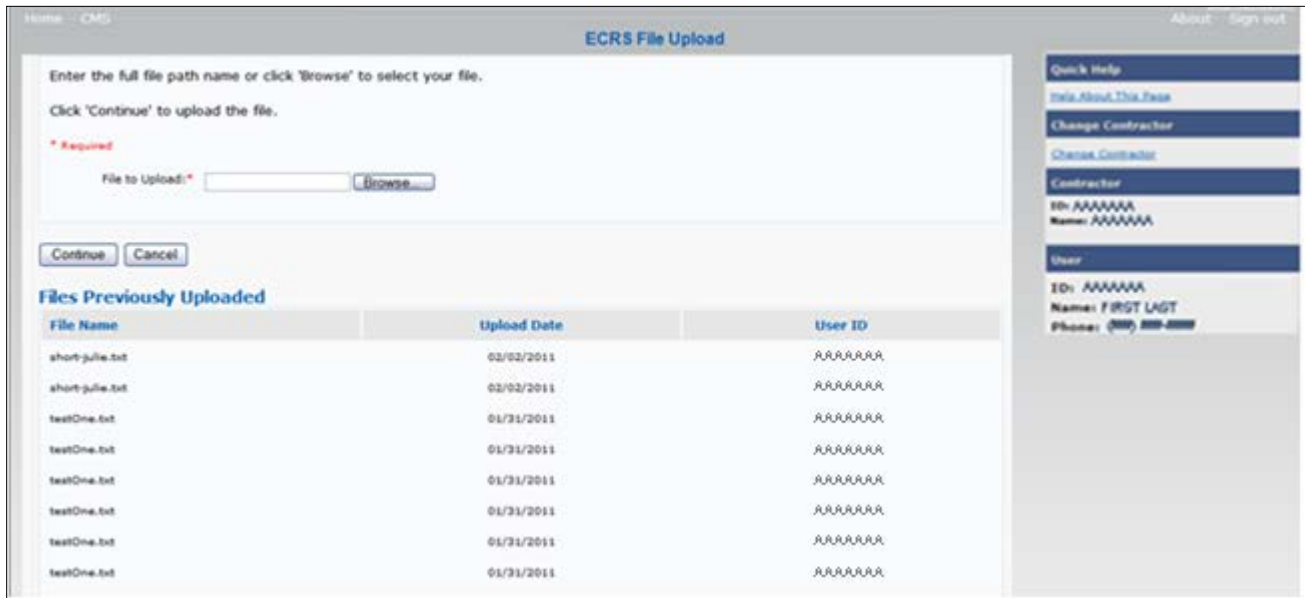 Home CMS About Sign out
ECRS File Upload
Enter the full file path name or click 'Browse' to select your file.
Click 'Continue' to upload the file.
* Required
File to Upload:* Browse...
Continue Cancel
Files Previously Uploaded
File Name Upload Date User ID
short-julie.txt 02/02/2011 AAAAAAA
short-julie.txt 02/02/2011 AAAAAAA
testOne.txt 01/31/2011 AAAAAAA
testOne.txt 01/31/2011 AAAAAAA
testOne.txt 01/31/2011 AAAAAAA
testOne.txt 01/31/2011 AAAAAAA
testOne.txt 01/31/2011 AAAAAAA
testOne.txt 01/31/2011 AAAAAAA
Quick Help
Help About This Page
Change Contractor
Change Contractor
Contractor
ID: AAAAAAA
Name: AAAAAAA
User
ID: AAAAAAA
Name: FIRST LAST
Phone: